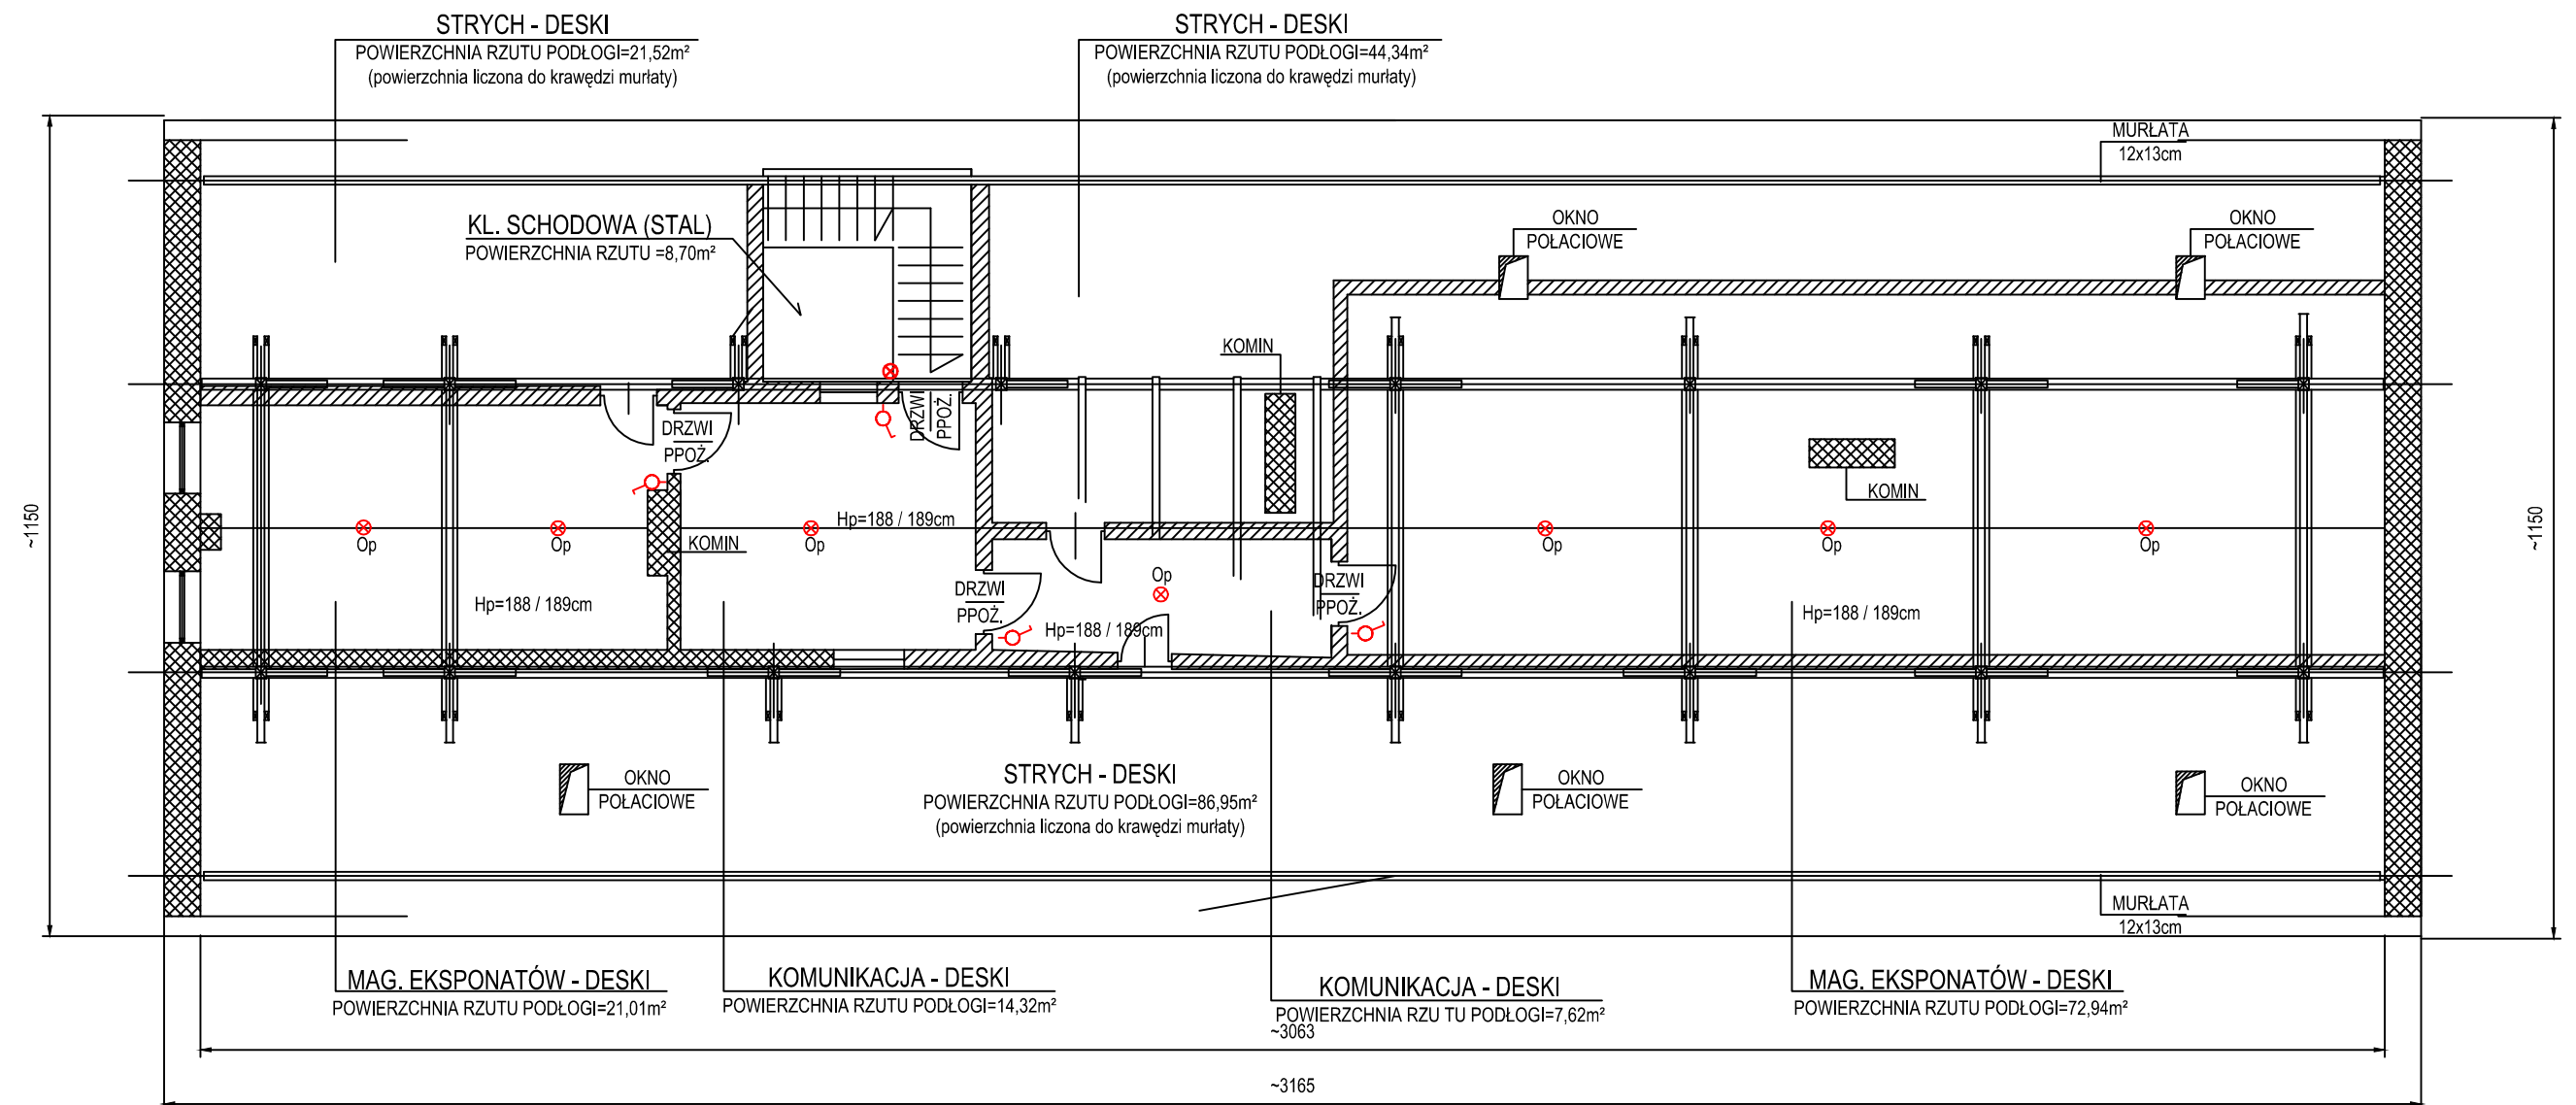 STRYCH - DESKI
POWIERZCHNIA RZUTU PODŁOGI=21,52m²
(powierzchnia liczona do krawędzi murłaty)
STRYCH - DESKI
POWIERZCHNIA RZUTU PODŁOGI=44,34m²
(powierzchnia liczona do krawędzi murłaty)
MURŁATA
12x13cm
KL. SCHODOWA (STAL)
POWIERZCHNIA RZUTU =8,70m²
OKNO
POŁACIOWE
OKNO
POŁACIOWE
KOMIN
DRZWI
PPOŻ.
DRZWI
PPOŻ.
KOMIN
~1150
Hp=188 / 189cm
Op
Op
Op
KOMIN
Op
Op
Op
~1150
Op
DRZWI
PPOŻ.
DRZWI
PPOŻ.
Hp=188 / 189cm
Hp=188 / 189cm
Hp=188 / 189cm
OKNO
POŁACIOWE
STRYCH - DESKI
POWIERZCHNIA RZUTU PODŁOGI=86,95m²
(powierzchnia liczona do krawędzi murłaty)
OKNO
POŁACIOWE
OKNO
POŁACIOWE
MURŁATA
12x13cm
MAG. EKSPONATÓW - DESKI
POWIERZCHNIA RZUTU PODŁOGI=21,01m²
KOMUNIKACJA - DESKI
POWIERZCHNIA RZUTU PODŁOGI=14,32m²
KOMUNIKACJA - DESKI
POWIERZCHNIA RZU TU PODŁOGI=7,62m²
MAG. EKSPONATÓW - DESKI
POWIERZCHNIA RZUTU PODŁOGI=72,94m²
~3063
~3165